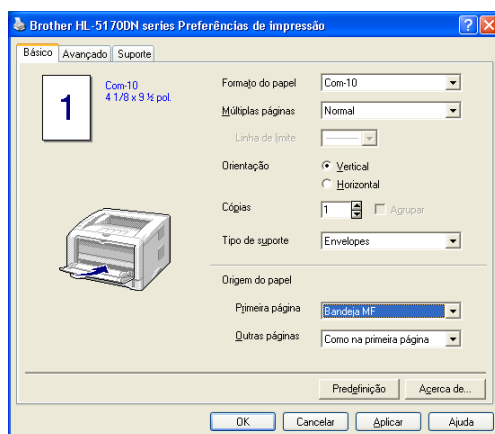 Brother HL-5170DN series Preferências de impressão
Básico Avançado Suporte
1
Com-10
4 1/8 x 9 ½ pol.
Formato do papel Com-10
Múltiplas páginas Normal
Linha de limite
Orientação Vertical
Horizontal
Cópias 1 Agrupar
Tipo de suporte Envelopes
Origem do papel
Primeira página Bandeja MF
Outras páginas Como na primeira página
Predefinição Acerca de...
OK Cancelar Aplicar Ajuda